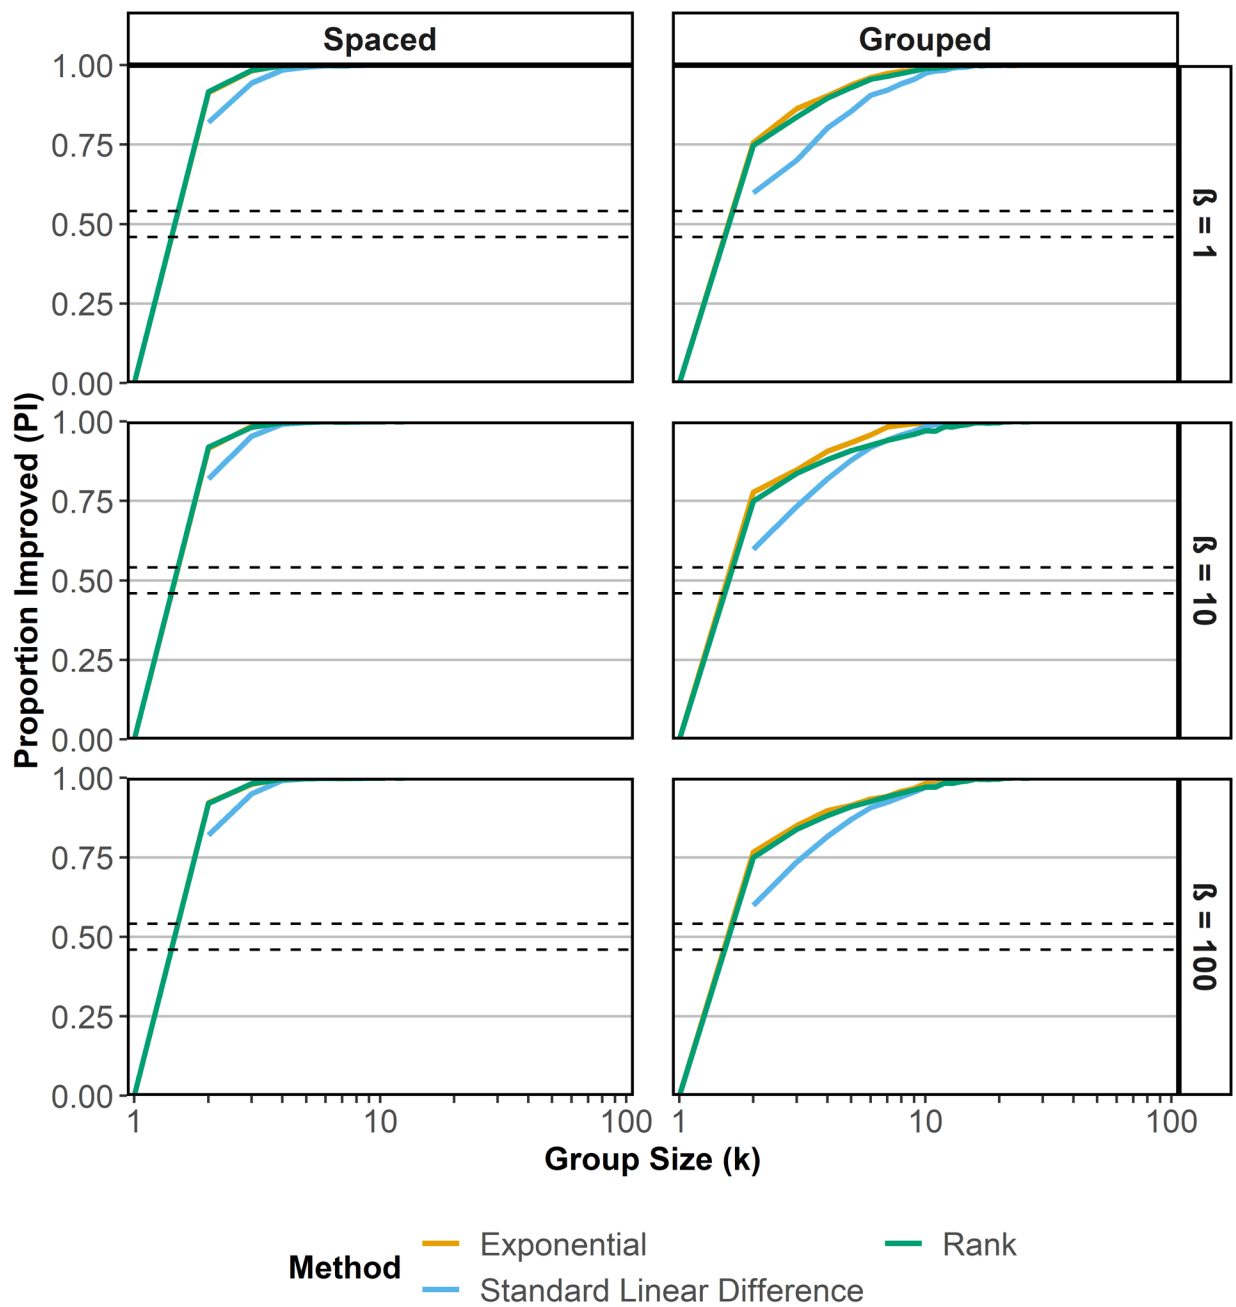 Spaced
Grouped
Proportion Improved (PI)
1.00
0.75
0.50
0.25
0.00
ß = 1
1.00
0.75
0.50
0.25
0.00
ß = 10
1.00
0.75
0.50
0.25
0.00
ß = 100
1 10 100
1 10 100
Group Size (k)
Method
Exponential
Rank
Standard Linear Difference